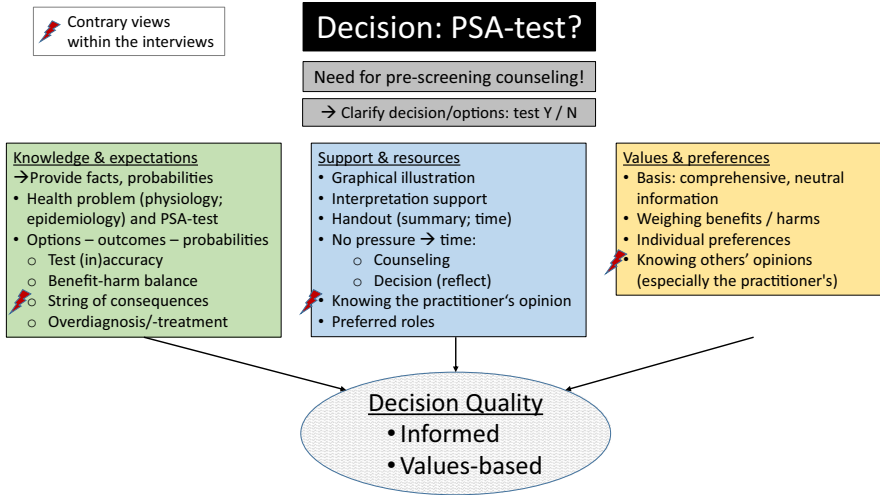 Contrary views
within the interviews
Decision: PSA-test?
Need for pre-screening counseling!
→ Clarify decision/options: test Y / N
Knowledge & expectations
→Provide facts, probabilities
• Health problem (physiology;
epidemiology) and PSA-test
• Options – outcomes – probabilities
o Test (in)accuracy
o Benefit-harm balance
o String of consequences
o Overdiagnosis/-treatment
Support & resources
• Graphical illustration
• Interpretation support
• Handout (summary; time)
• No pressure → time:
o Counseling
o Decision (reflect)
• Knowing the practitioner‘s opinion
• Preferred roles
Values & preferences
• Basis: comprehensive, neutral
information
• Weighing benefits / harms
• Individual preferences
• Knowing others’ opinions
(especially the practitioner's)
Decision Quality
• Informed
• Values-based